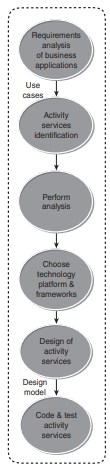 Requirements
analysis
of business
applications
Use
cases
Activity
services
identification
Perform
analysis
Choose
technology
platform &
frameworks
Design of
activity
services
Design
model
Code & test
activity
services